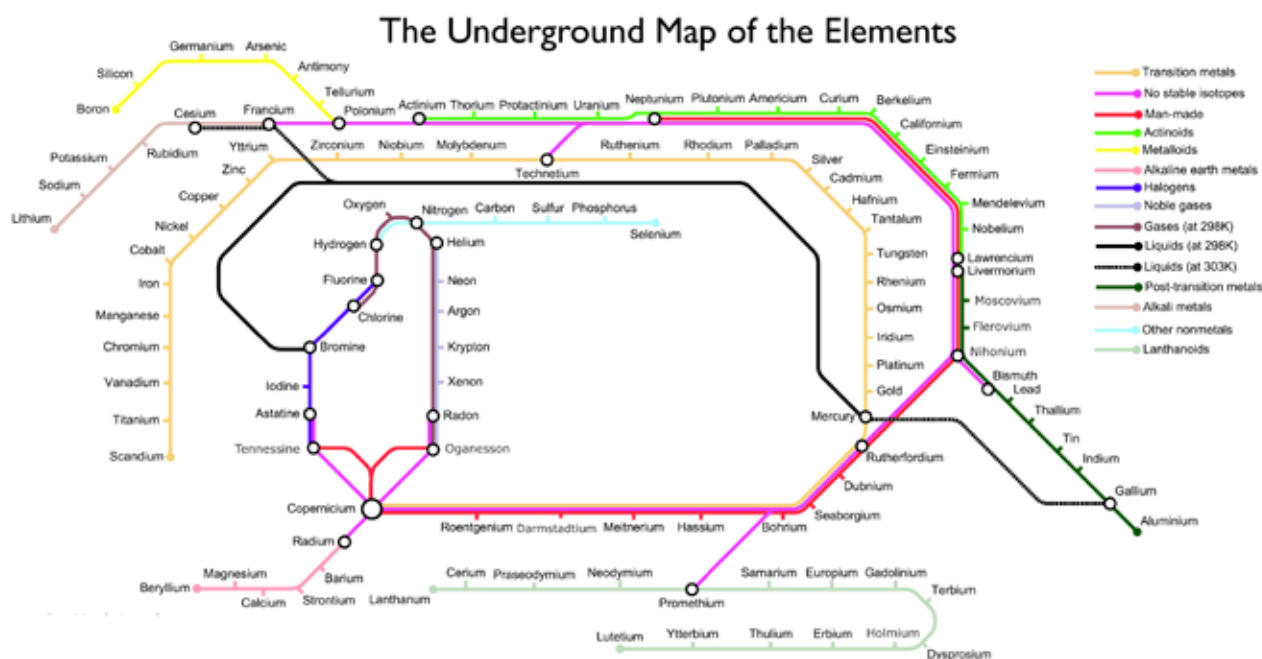 The Underground Map of the Elements
Germanium
Arsenic
Silicon
Antimony
Boron
Tellurium
Cesium
Francium
Polonium
Actinium
Thorium
Protactinium
Uranium
Neptunium
Plutonium
Americium
Curium
Berkelium
Californium
Einsteinium
Fermium
Mendelevium
Nobelium
Lawrencium
Livermorium
Moscovium
Flerovium
Nihonium
Bismuth
Lead
Thallium
Tin
Indium
Gallium
Aluminium
Rubidium
Potassium
Sodium
Lithium
Yttrium
Zirconium
Niobium
Molybdenum
Technetium
Ruthenium
Rhodium
Palladium
Silver
Cadmium
Hafnium
Tantalum
Tungsten
Rhenium
Osmium
Iridium
Platinum
Gold
Mercury
Rutherfordium
Dubnium
Seaborgium
Bohrium
Hassium
Meitnerium
Darmstadtium
Roentgenium
Copernicium
Zinc
Copper
Nickel
Cobalt
Iron
Manganese
Chromium
Vanadium
Titanium
Scandium
Oxygen
Nitrogen
Carbon
Sulfur
Phosphorus
Selenium
Hydrogen
Helium
Fluorine
Neon
Chlorine
Argon
Bromine
Krypton
Iodine
Xenon
Astatine
Radon
Tennessine
Oganesson
Radium
Barium
Strontium
Calcium
Magnesium
Beryllium
Lanthanum
Cerium
Praseodymium
Neodymium
Promethium
Samarium
Europium
Gadolinium
Terbium
Dysprosium
Holmium
Erbium
Thulium
Ytterbium
Lutetium
Transition metals
No stable isotopes
Man-made
Actinoids
Metalloids
Alkaline earth metals
Halogens
Noble gases
Gases (at 298K)
Liquids (at 298K)
Liquids (at 303K)
Post-transition metals
Alkali metals
Other nonmetals
Lanthanoids